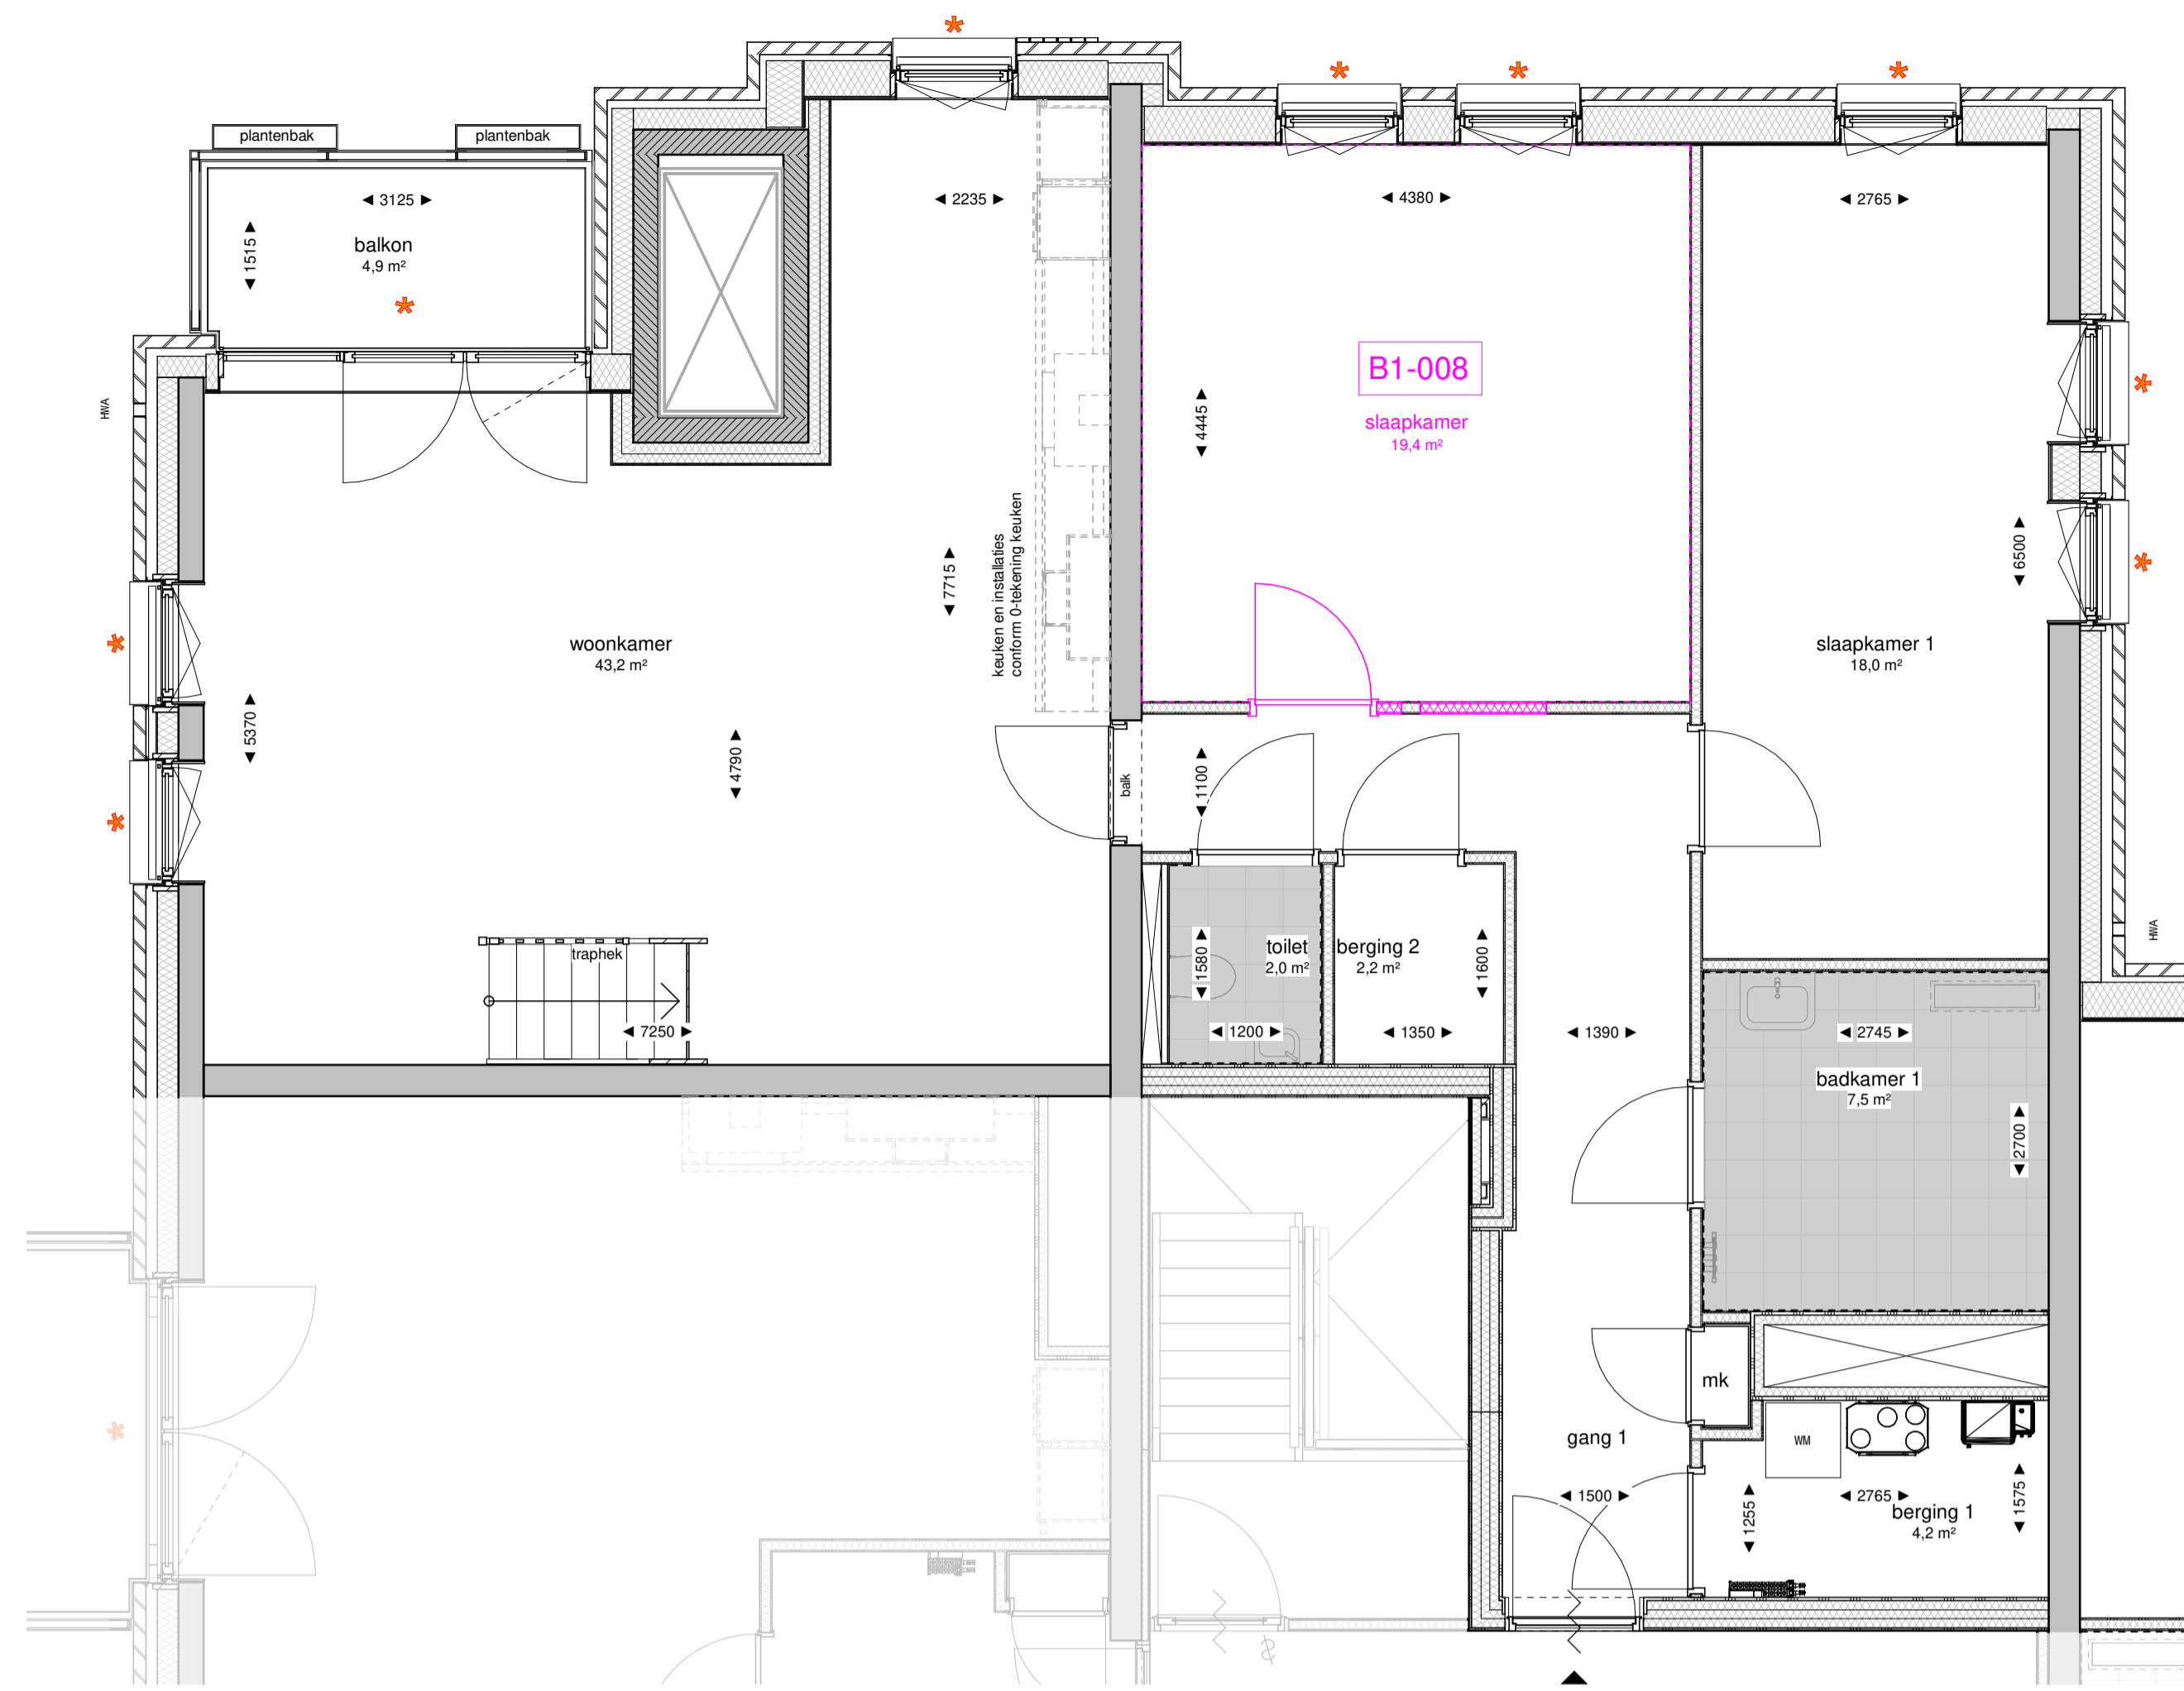 plantenbak
plantenbak
◄ 3125 ►
◄ 1515 ►
balkon
4,9 m²
◄ 2235 ►
◄ 4380 ►
◄ 2765 ►
B1-008
slaapkamer
19,4 m²
◄ 4445 ►
HWA
◄ 6500 ►
◄ 7715 ►
keuken en installaties
conform 0-tekening keuken
woonkamer
43,2 m²
slaapkamer 1
18,0 m²
◄ 5370 ►
◄ 4790 ►
balk
◄ 1100 ►
HWA
traphek
◄ 7250 ►
◄ 1580 ►
toilet
2,0 m²
◄ 1200 ►
berging 2
2,2 m²
◄ 1600 ►
◄ 1350 ►
◄ 1390 ►
◄ 2745 ►
badkamer 1
7,5 m²
◄ 2700 ►
mk
gang 1
WM
◄ 1500 ►
◄ 1255 ►
◄ 2765 ►
berging 1
4,2 m²
◄ 1575 ►